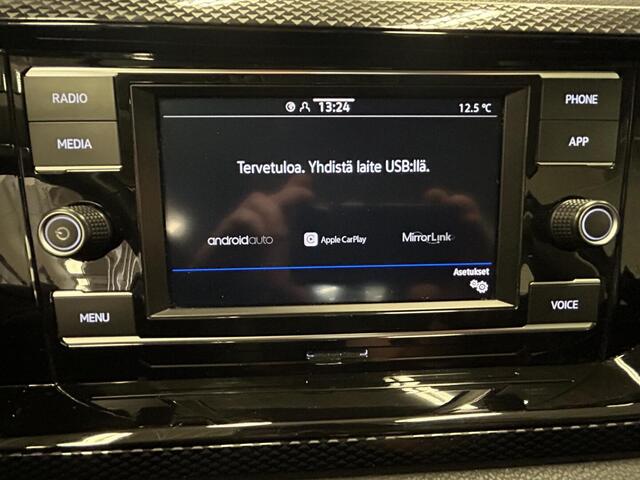 RADIO
MEDIA
MENU
13:24
12.5 °C
Tervetuloa. Yhdistä laite USB:llä.
androidauto
Apple CarPlay
MirrorLink
Asetukset
PHONE
APP
VOICE